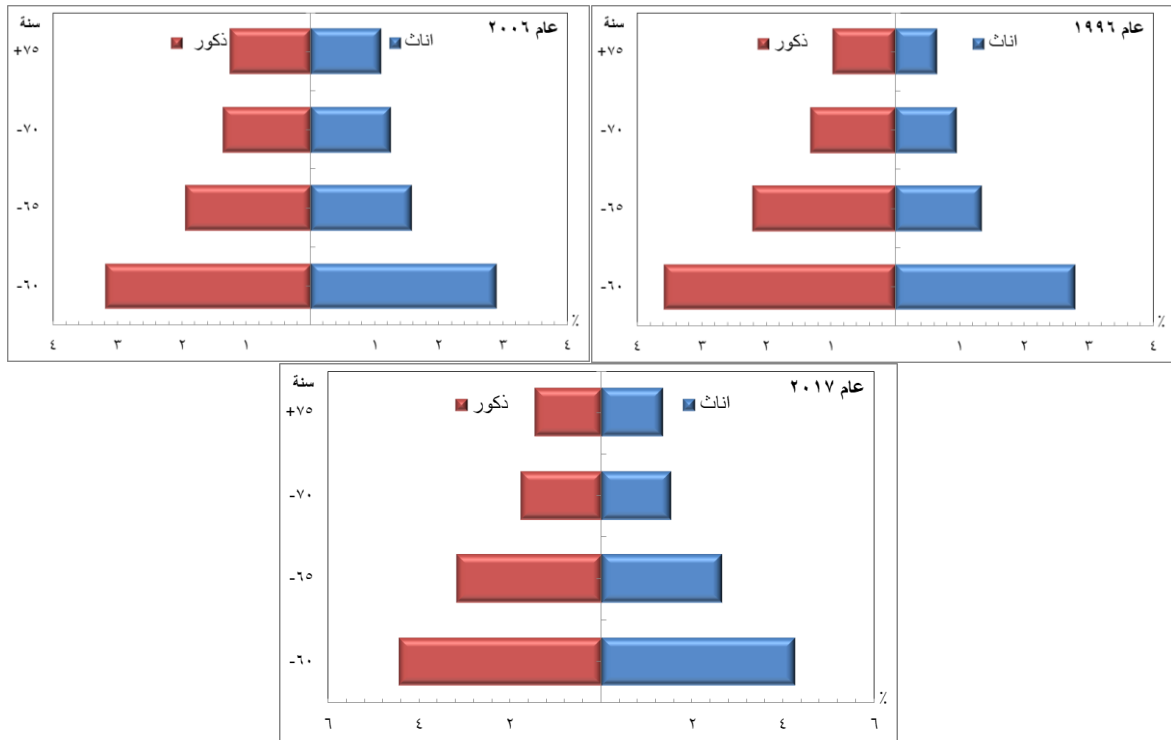 عام ١٩٩٦
اناث
ذكور
سنة
+٧٥
-٧٠
-٦٥
-٦٠
٤ ٣ ٢ ١ ١ ٢ ٣ ٤
%
عام ٢٠٠٦
اناث
ذكور
سنة
+٧٥
-٧٠
-٦٥
-٦٠
٤ ٣ ٢ ١ ١ ٢ ٣ ٤
%
عام ٢٠١٧
اناث
ذكور
سنة
+٧٥
-٧٠
-٦٥
-٦٠
٦ ٤ ٢ ٢ ٤ ٦
%